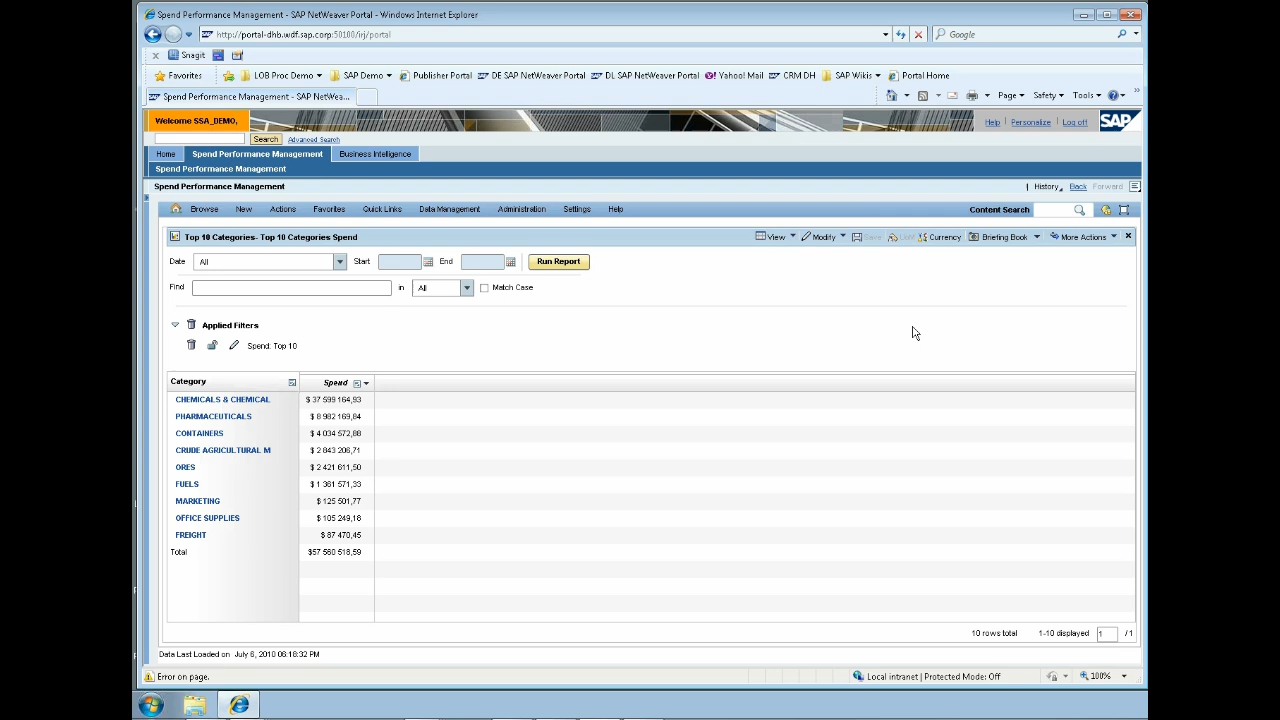 Spend Performance Management - SAP NetWeaver Portal - Windows Internet Explorer
http://portal-dhb.wdf.sap.corp:50100/irj/portal
Google
x Snagit
Favorites LOB Proc Demo SAP Demo Publisher Portal DE SAP NetWeaver Portal DL SAP NetWeaver Portal Yahoo! Mail CRM DH SAP Wikis Portal Home
Spend Performance Management - SAP NetWea... Page Safety Tools
Welcome SSA_DEMO, Help Personalize Log off SAP
Search Advanced Search
Home Spend Performance Management Business Intelligence
Spend Performance Management
Spend Performance Management History Back Forward
Browse New Actions Favorites Quick Links Data Management Administration Settings Help Content Search
Top 10 Categories- Top 10 Categories Spend View Modify Save Currency Briefing Book More Actions
Date All Start End Run Report
Find in All Match Case
Applied Filters
Spend: Top 10
Category Spend
CHEMICALS & CHEMICAL $ 37 599 164,93
PHARMACEUTICALS $ 8 982 169,84
CONTAINERS $ 4 034 572,88
CRUDE AGRICULTURAL M $ 2 843 206,71
ORES $ 2 421 611,50
FUELS $ 1 361 571,33
MARKETING $ 125 501,77
OFFICE SUPPLIES $ 105 249,18
FREIGHT $ 87 470,45
Total $57 560 518,59
10 rows total 1-10 displayed 1 / 1
Data Last Loaded on July 6, 2010 06:18:32 PM
Error on page. Local intranet | Protected Mode: Off 100%